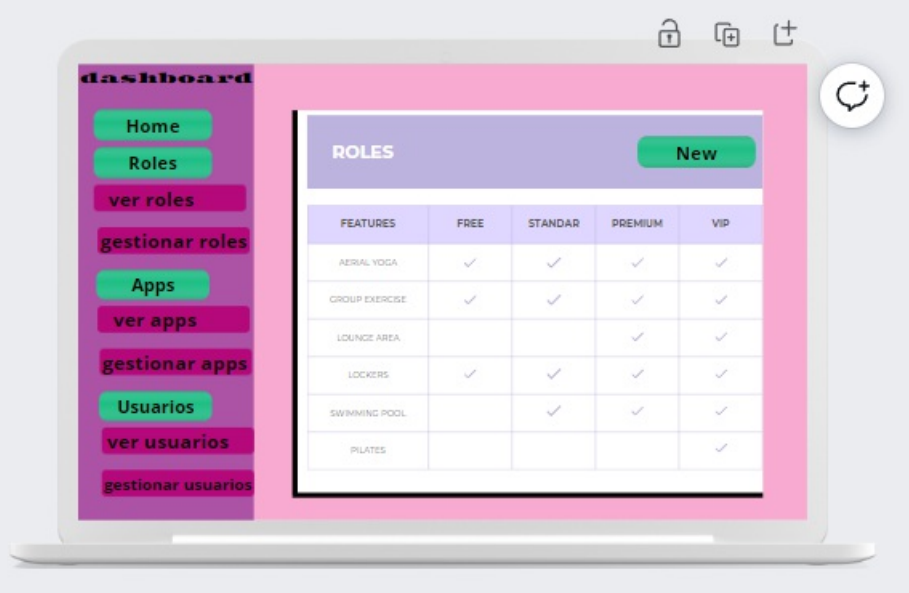 dashboard
Home
Roles
ver roles
gestionar roles
Apps
ver apps
gestionar apps
Usuarios
ver usuarios
gestionar usuarios
ROLES
New
FEATURES FREE STANDAR PREMIUM VIP
AERIAL YOGA
GROUP EXERCISE
LOUNGE AREA
LOCKERS
SWIMMING POOL
PILATES